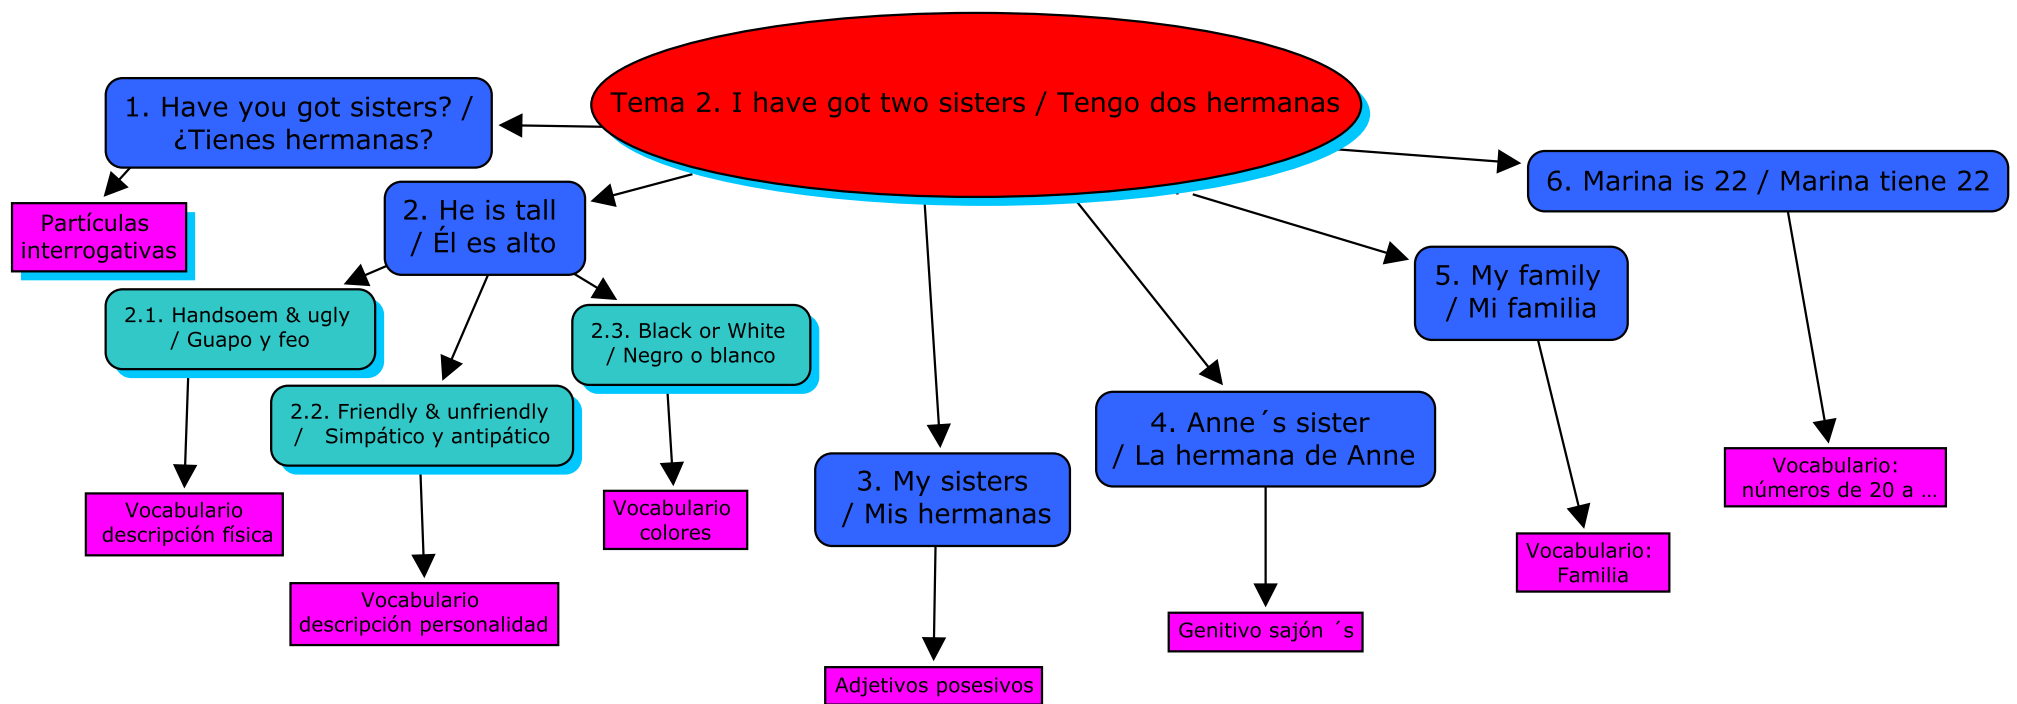 Tema 2. I have got two sisters / Tengo dos hermanas
1. Have you got sisters? /
¿Tienes hermanas?
Partículas
interrogativas
2. He is tall
/ Él es alto
2.1. Handsoem & ugly
/ Guapo y feo
Vocabulario
descripción física
2.2. Friendly & unfriendly
/ Simpático y antipático
Vocabulario
descripción personalidad
2.3. Black or White
/ Negro o blanco
Vocabulario
colores
3. My sisters
/ Mis hermanas
Adjetivos posesivos
4. Anne´s sister
/ La hermana de Anne
Genitivo sajón ´s
5. My family
/ Mi familia
Vocabulario:
Familia
6. Marina is 22 / Marina tiene 22
Vocabulario:
números de 20 a ...